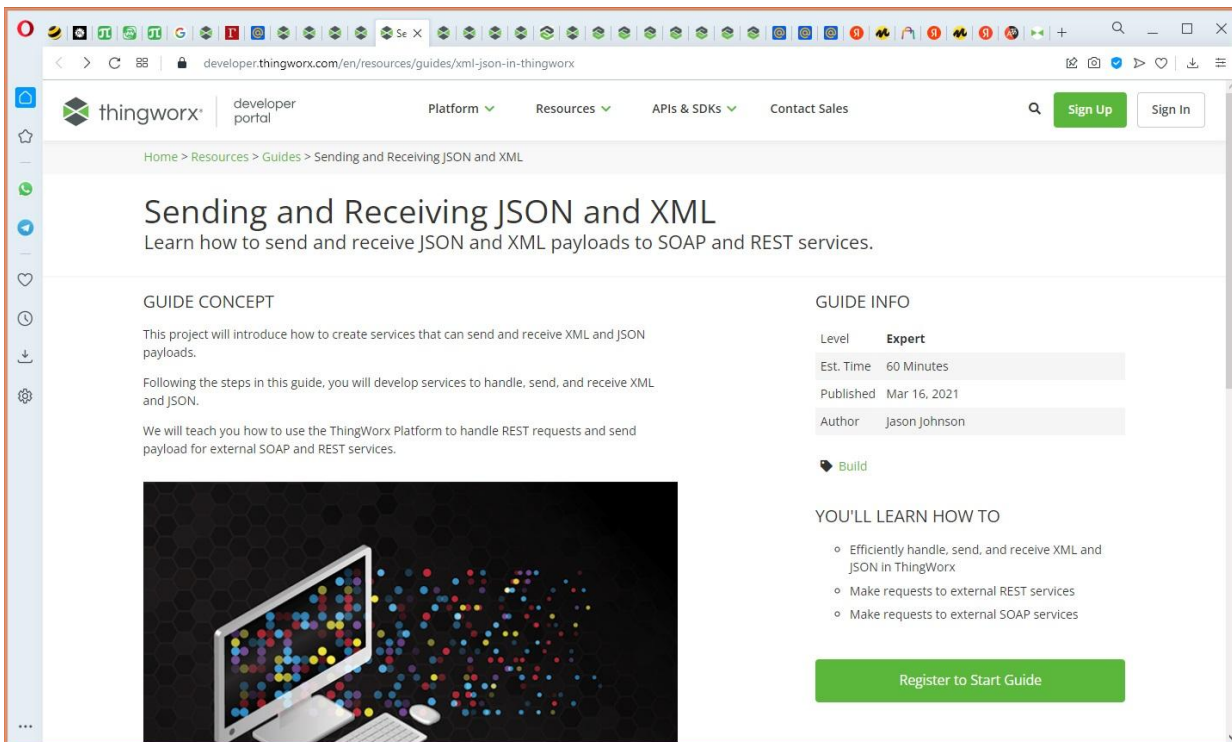 Se
developer.thingworx.com/en/resources/guides/xml-json-in-thingworx
thingworx
developer
portal
Platform
Resources
APIs & SDKs
Contact Sales
Sign Up
Sign In
Home > Resources > Guides > Sending and Receiving JSON and XML
Sending and Receiving JSON and XML
Learn how to send and receive JSON and XML payloads to SOAP and REST services.
GUIDE CONCEPT
This project will introduce how to create services that can send and receive XML and JSON
payloads.
Following the steps in this guide, you will develop services to handle, send, and receive XML
and JSON.
We will teach you how to use the ThingWorx Platform to handle REST requests and send
payload for external SOAP and REST services.
GUIDE INFO
Level Expert
Est. Time 60 Minutes
Published Mar 16, 2021
Author Jason Johnson
Build
YOU'LL LEARN HOW TO
Efficiently handle, send, and receive XML and
JSON in ThingWorx
Make requests to external REST services
Make requests to external SOAP services
Register to Start Guide